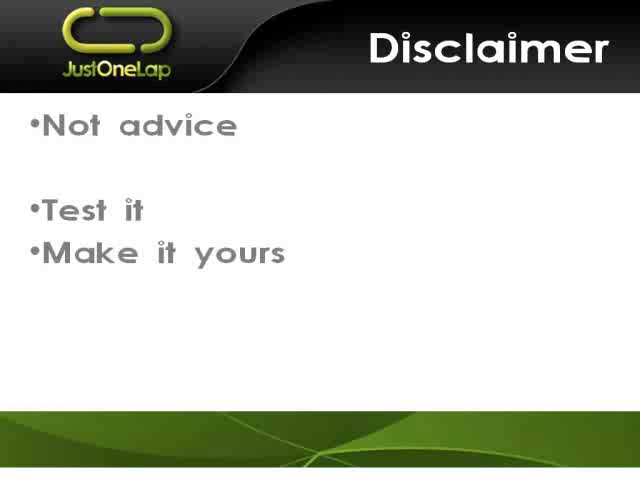 JustOneLap
Disclaimer
•Not advice
•Test it
•Make it yours